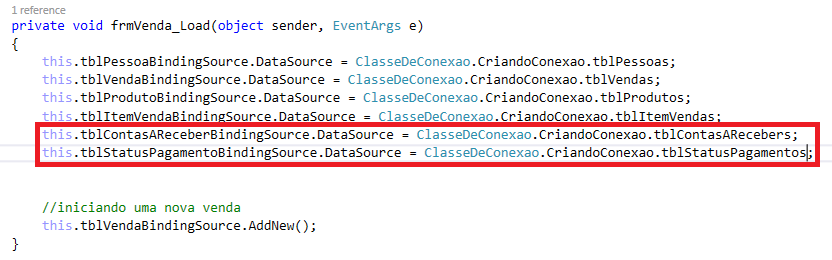 1 reference
private void frmVenda_Load(object sender, EventArgs e)
{
this.tblPessoaBindingSource.DataSource = ClasseDeConexao.CriandoConexao.tblPessoas;
this.tblVendaBindingSource.DataSource = ClasseDeConexao.CriandoConexao.tblVendas;
this.tblProdutoBindingSource.DataSource = ClasseDeConexao.CriandoConexao.tblProdutos;
this.tblItemVendaBindingSource.DataSource = ClasseDeConexao.CriandoConexao.tblItemVendas;
this.tblContasAReceberBindingSource.DataSource = ClasseDeConexao.CriandoConexao.tblContasARecebers;
this.tblStatusPagamentoBindingSource.DataSource = ClasseDeConexao.CriandoConexao.tblStatusPagamentos;
//iniciando uma nova venda
this.tblVendaBindingSource.AddNew();
}